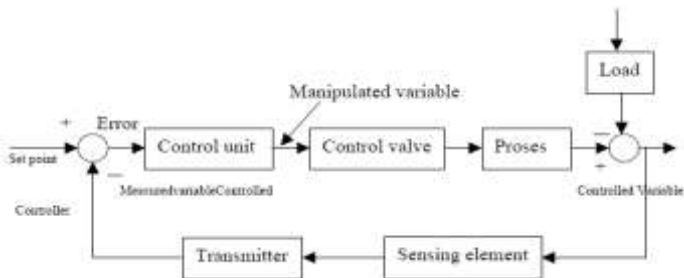 Load
Manipulated variable
+
Error
Control unit
Control valve
Proses
−
+
Set point
−
MeasuredvariableControlled
Controlled Variable
Controller
Transmitter
Sensing element